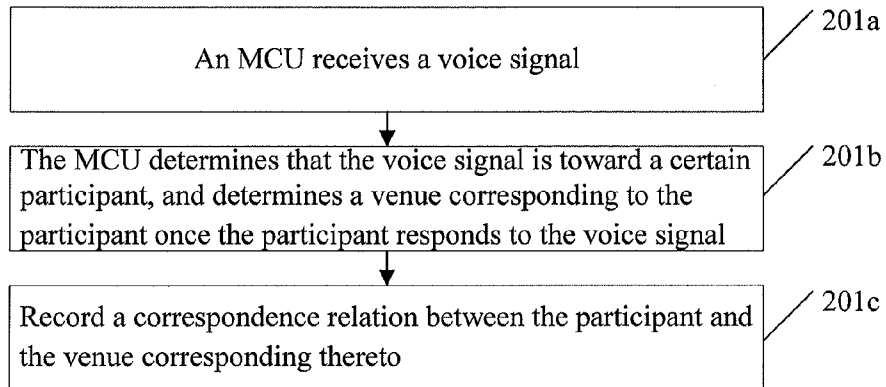 201a
An MCU receives a voice signal
201b
The MCU determines that the voice signal is toward a certain
participant, and determines a venue corresponding to the
participant once the participant responds to the voice signal
201c
Record a correspondence relation between the participant and
the venue corresponding thereto